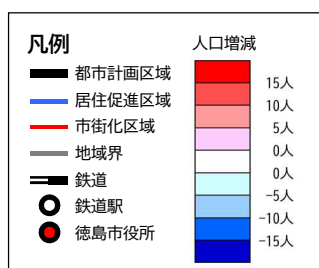 凡例
都市計画区域
居住促進区域
市街化区域
地域界
鉄道
鉄道駅
徳島市役所
人口増減
15人
10人
5人
0人
0人
-5人
-10人
-15人